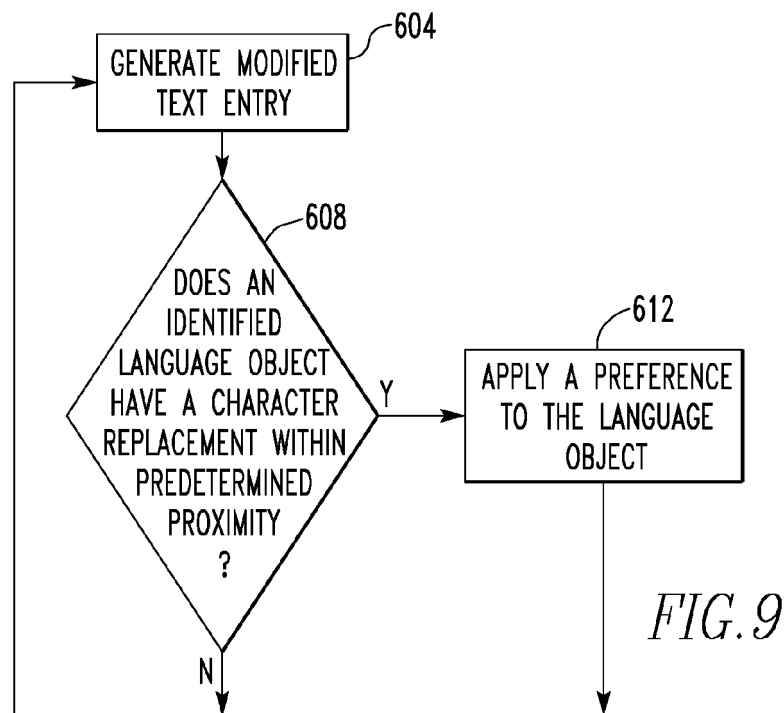 604
GENERATE MODIFIED
TEXT ENTRY
608
DOES AN
IDENTIFIED
LANGUAGE OBJECT
HAVE A CHARACTER
REPLACEMENT WITHIN
PREDETERMINED
PROXIMITY
?
Y
N
612
APPLY A PREFERENCE
TO THE LANGUAGE
OBJECT
FIG.9